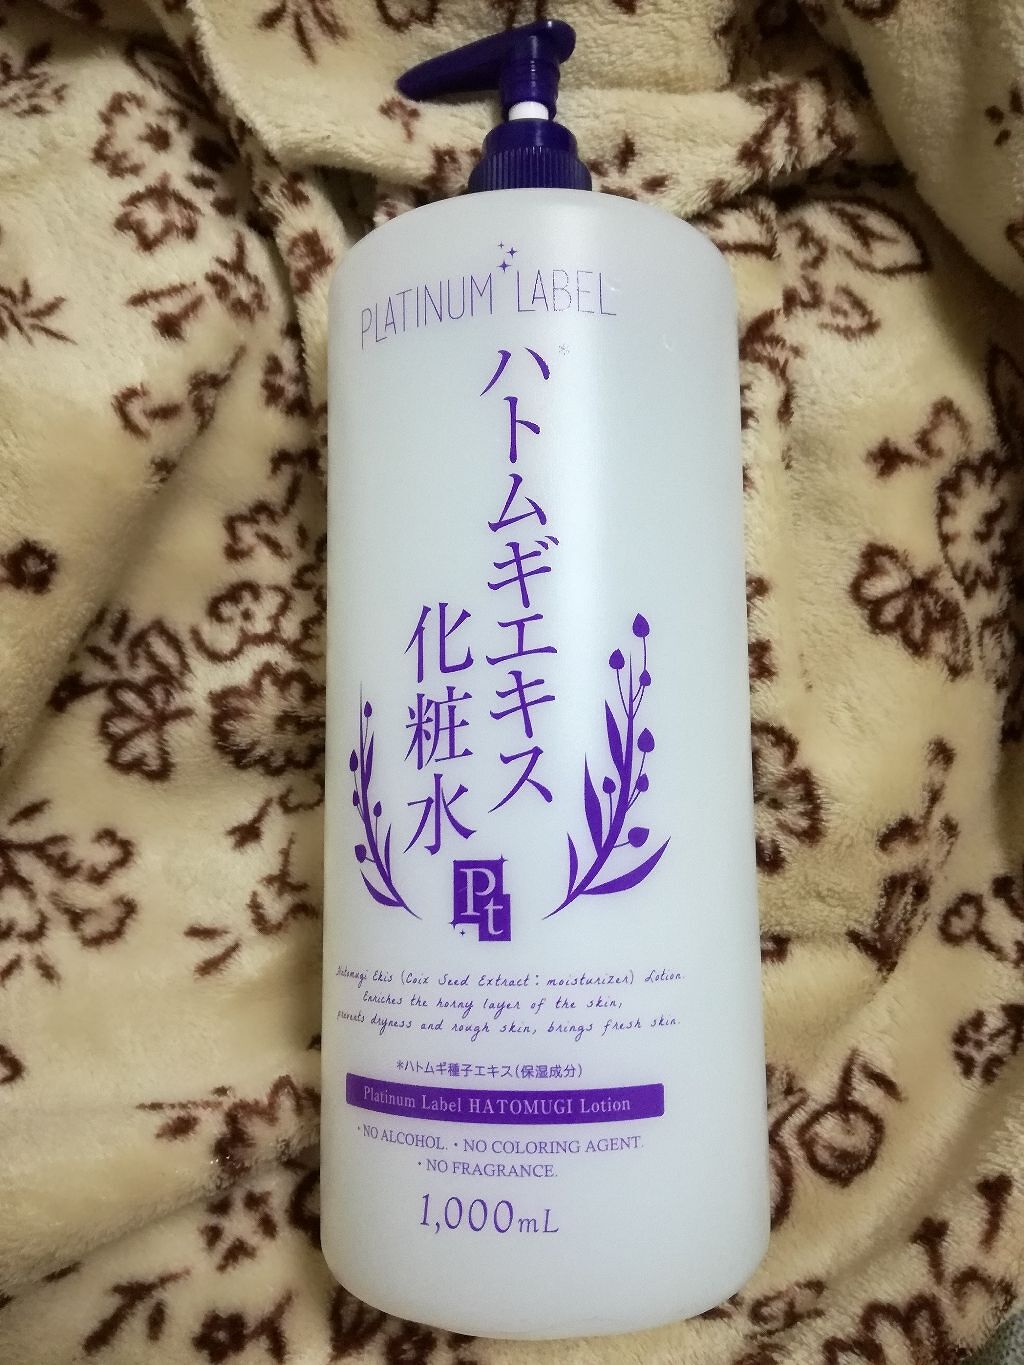 PLATINUM LABEL
ハトムギエキス*
化粧水
Pt
Hatomugi Ekis (Coix Seed Extract: moisturizer) Lotion.
Enriches the horny layer of the skin,
prevents dryness and rough skin, brings fresh skin.
*ハトムギ種子エキス(保湿成分)
Platinum Label HATOMUGI Lotion
・NO ALCOHOL. ・NO COLORING AGENT.
・NO FRAGRANCE.
1,000mL